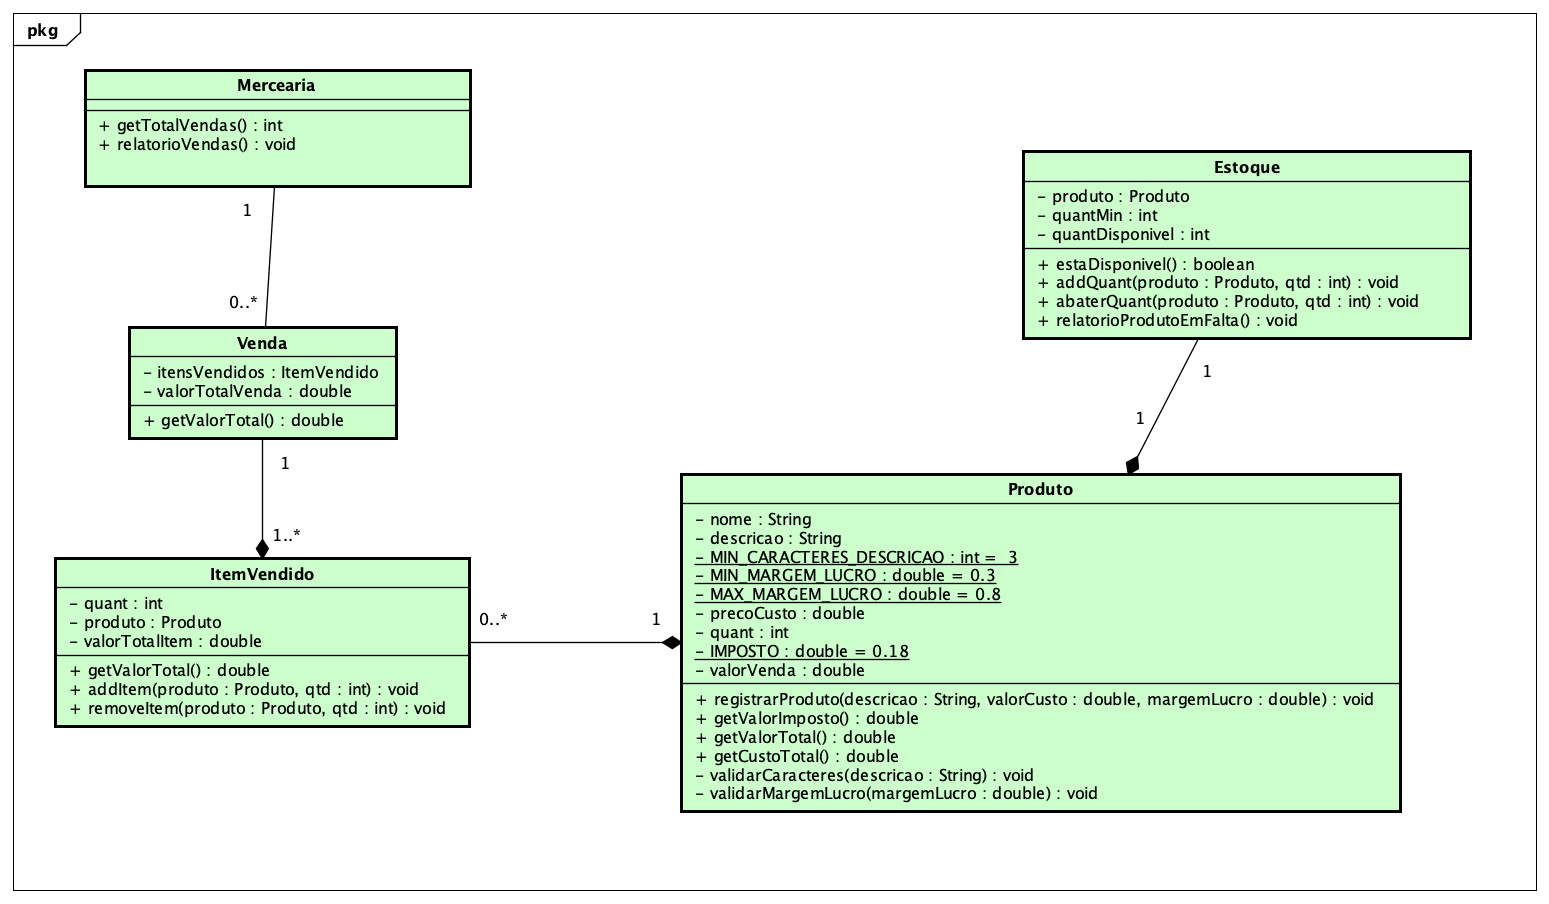 pkg
Mercearia
+ getTotalVendas() : int
+ relatorioVendas() : void
1
0..*
Venda
- itensVendidos : ItemVendido
- valorTotalVenda : double
+ getValorTotal() : double
1
1..*
ItemVendido
- quant : int
- produto : Produto
- valorTotalItem : double
+ getValorTotal() : double
+ addItem(produto : Produto, qtd : int) : void
+ removeItem(produto : Produto, qtd : int) : void
0..*
1
Estoque
- produto : Produto
- quantMin : int
- quantDisponivel : int
+ estaDisponivel() : boolean
+ addQuant(produto : Produto, qtd : int) : void
+ abaterQuant(produto : Produto, qtd : int) : void
+ relatorioProdutoEmFalta() : void
1
1
Produto
- nome : String
- descricao : String
- MIN_CARACTERES_DESCRICAO : int = 3
- MIN_MARGEM_LUCRO : double = 0.3
- MAX_MARGEM_LUCRO : double = 0.8
- precoCusto : double
- quant : int
- IMPOSTO : double = 0.18
- valorVenda : double
+ registrarProduto(descricao : String, valorCusto : double, margemLucro : double) : void
+ getValorImposto() : double
+ getValorTotal() : double
+ getCustoTotal() : double
- validarCaracteres(descricao : String) : void
- validarMargemLucro(margemLucro : double) : void